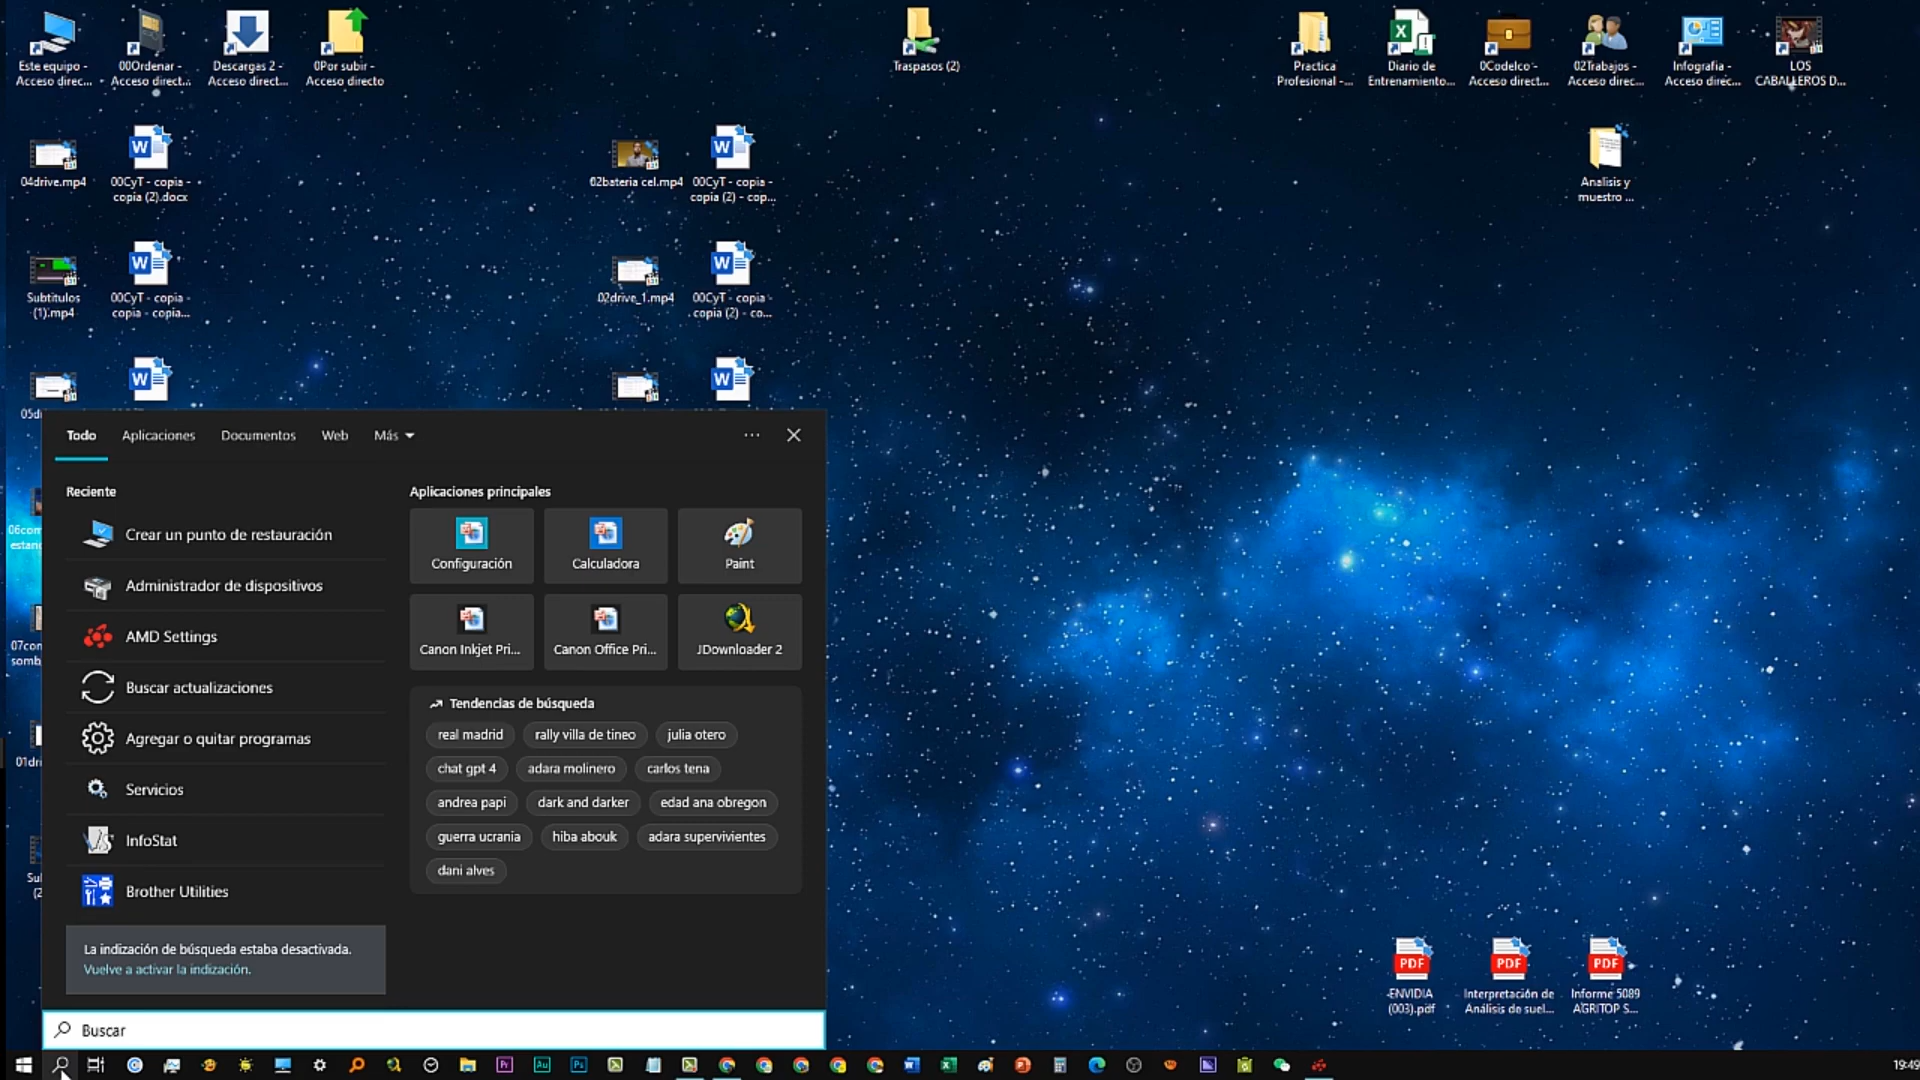 Este equipo -
Acceso direc...
00Ordenar -
Acceso direct...
Descargas 2 -
Acceso direct...
0Por subir -
Acceso directo
Traspasos (2)
Practica
Profesional -...
Diario de
Entrenamiento...
0Codelco -
Acceso direct...
02Trabajos -
Acceso direc...
Infografia -
Acceso direc...
LOS
CABALLEROS D...
04drive.mp4
00CyT - copia -
copia (2).docx
02bateria cel.mp4
00CyT - copia -
copia (2) - cop...
Analisis y
muestro ...
Subtitulos
(1).mp4
00CyT - copia -
copia - copia...
02drive_1.mp4
00CyT - copia -
copia (2) - co...
Todo
Aplicaciones
Documentos
Web
Más
Reciente
Crear un punto de restauración
Administrador de dispositivos
AMD Settings
Buscar actualizaciones
Agregar o quitar programas
Servicios
InfoStat
Brother Utilities
La indización de búsqueda estaba desactivada.
Vuelve a activar la indización.
Aplicaciones principales
Configuración
Calculadora
Paint
Canon Inkjet Pri...
Canon Office Pri...
JDownloader 2
Tendencias de búsqueda
real madrid
rally villa de tineo
julia otero
chat gpt 4
adara molinero
carlos tena
andrea papi
dark and darker
edad ana obregon
guerra ucrania
hiba abouk
adara supervivientes
dani alves
Buscar
-ENVIDIA
(003).pdf
Interpretación de
Análisis de suel...
Informe 5089
AGRITOP S...
19:49